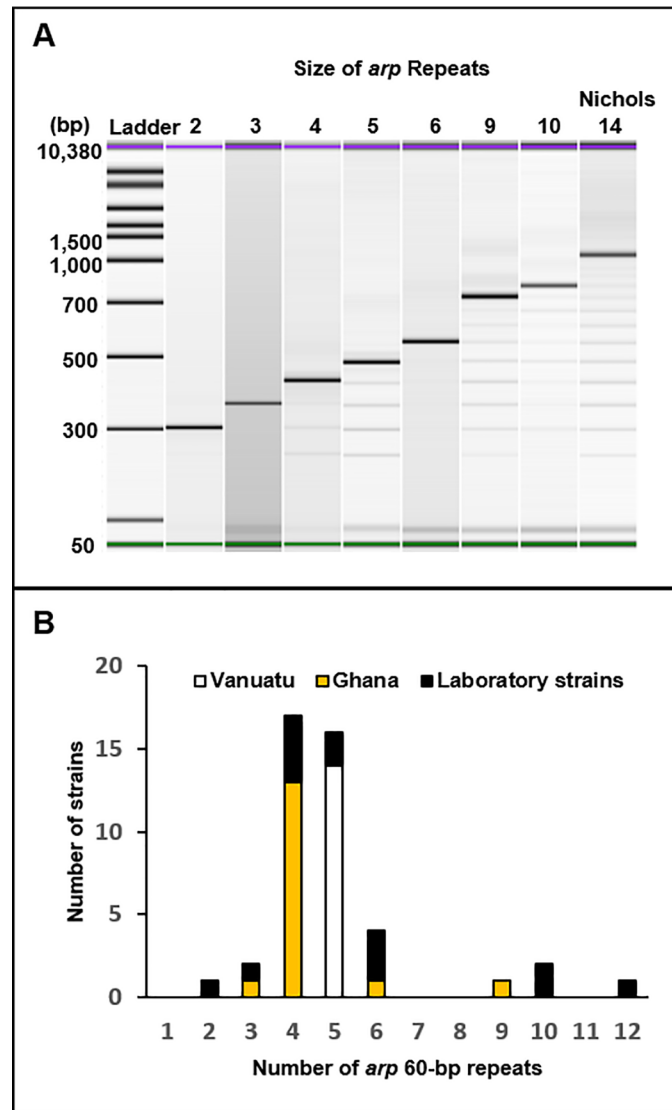 A
Size of arp Repeats
Nichols
(bp) Ladder 2 3 4 5 6 9 10 14
10,380
1,500
1,000
700
500
300
50
B
Vanuatu Ghana Laboratory strains
20
15
10
5
0
Number of strains
1 2 3 4 5 6 7 8 9 10 11 12
Number of arp 60-bp repeats